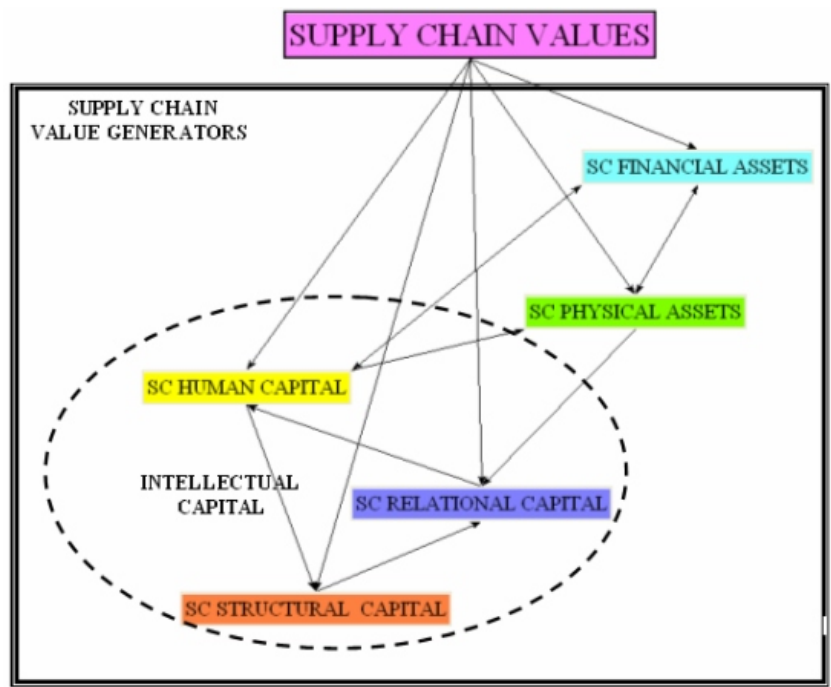 SUPPLY CHAIN VALUES
SUPPLY CHAIN
VALUE GENERATORS
SC FINANCIAL ASSETS
SC PHYSICAL ASSETS
SC HUMAN CAPITAL
INTELLECTUAL
CAPITAL
SC RELATIONAL CAPITAL
SC STRUCTURAL CAPITAL